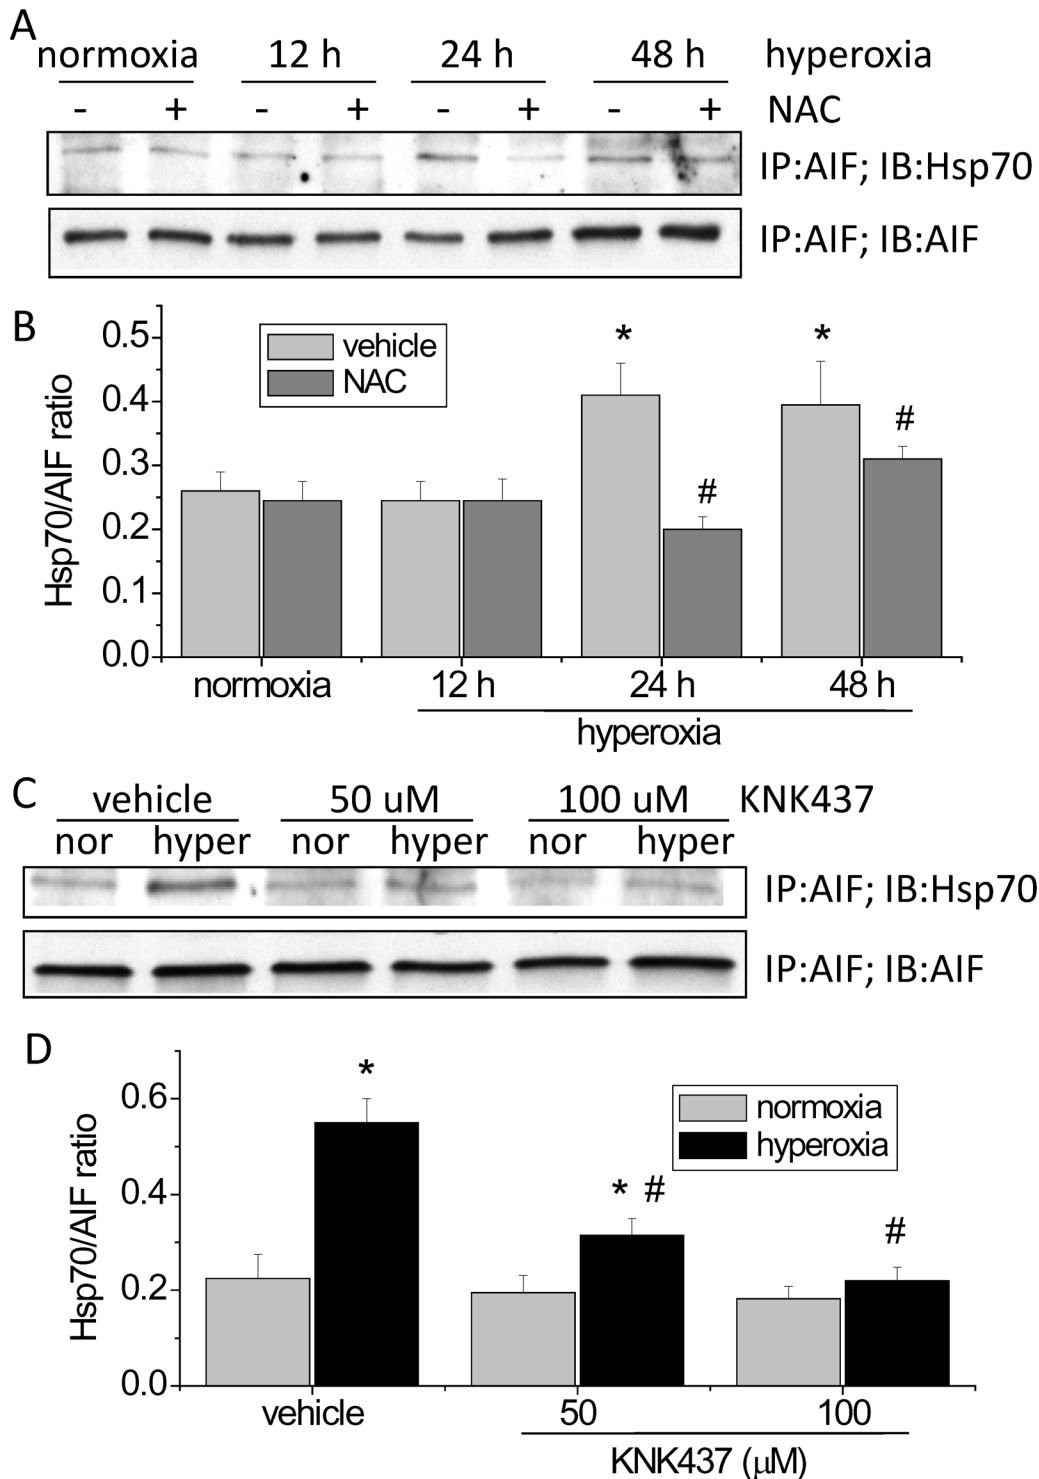 A
normoxia 12 h 24 h 48 h hyperoxia
- + - + - + - + NAC
IP:AIF; IB:Hsp70
IP:AIF; IB:AIF
B
Hsp70/AIF ratio
0.5
0.4
0.3
0.2
0.1
0.0
vehicle
NAC
* *
# #
normoxia 12 h 24 h 48 h
hyperoxia
C
vehicle 50 uM 100 uM KNK437
nor hyper nor hyper nor hyper
IP:AIF; IB:Hsp70
IP:AIF; IB:AIF
D
Hsp70/AIF ratio
0.6
0.4
0.2
0.0
normoxia
hyperoxia
*
* #
#
vehicle 50 100
KNK437 (μM)